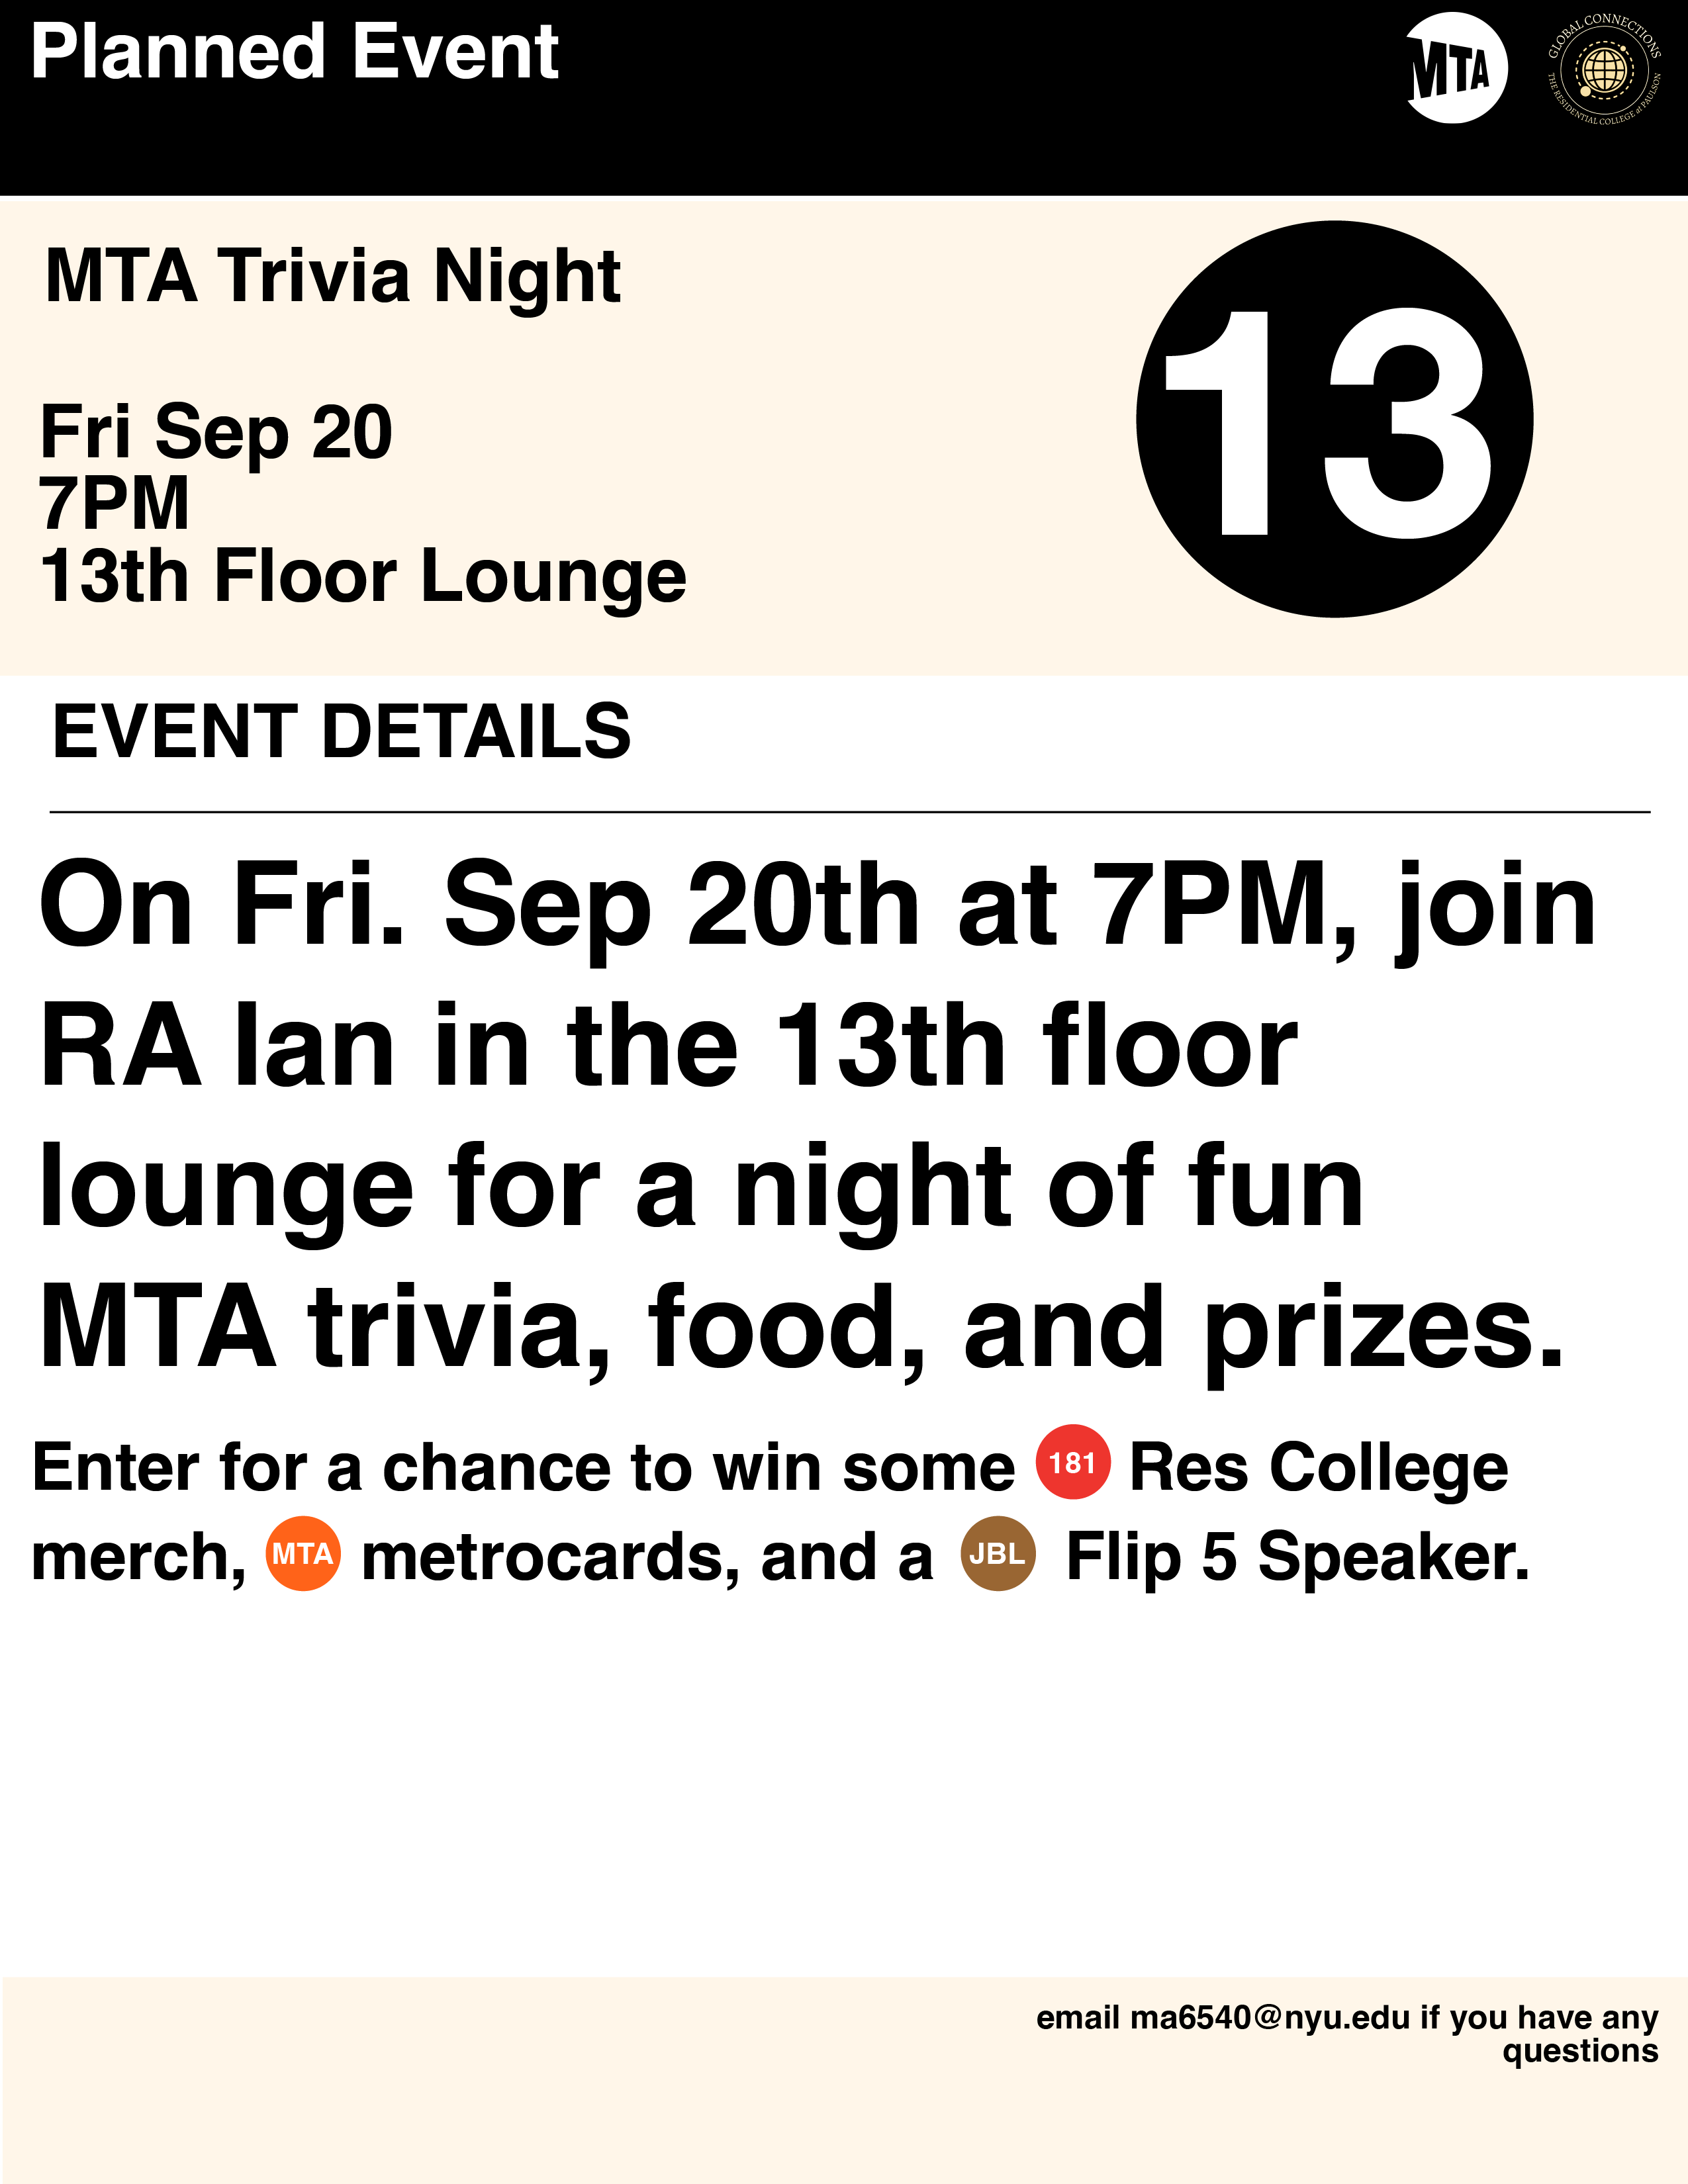 Planned Event
MTA
GLOBAL CONNECTIONS
THE RESIDENTIAL COLLEGE at PAULSON
MTA Trivia Night
13
Fri Sep 20
7PM
13th Floor Lounge
EVENT DETAILS
On Fri. Sep 20th at 7PM, join
RA Ian in the 13th floor
lounge for a night of fun
MTA trivia, food, and prizes.
Enter for a chance to win some 181 Res College
merch, MTA metrocards, and a JBL Flip 5 Speaker.
email ma6540@nyu.edu if you have any
questions